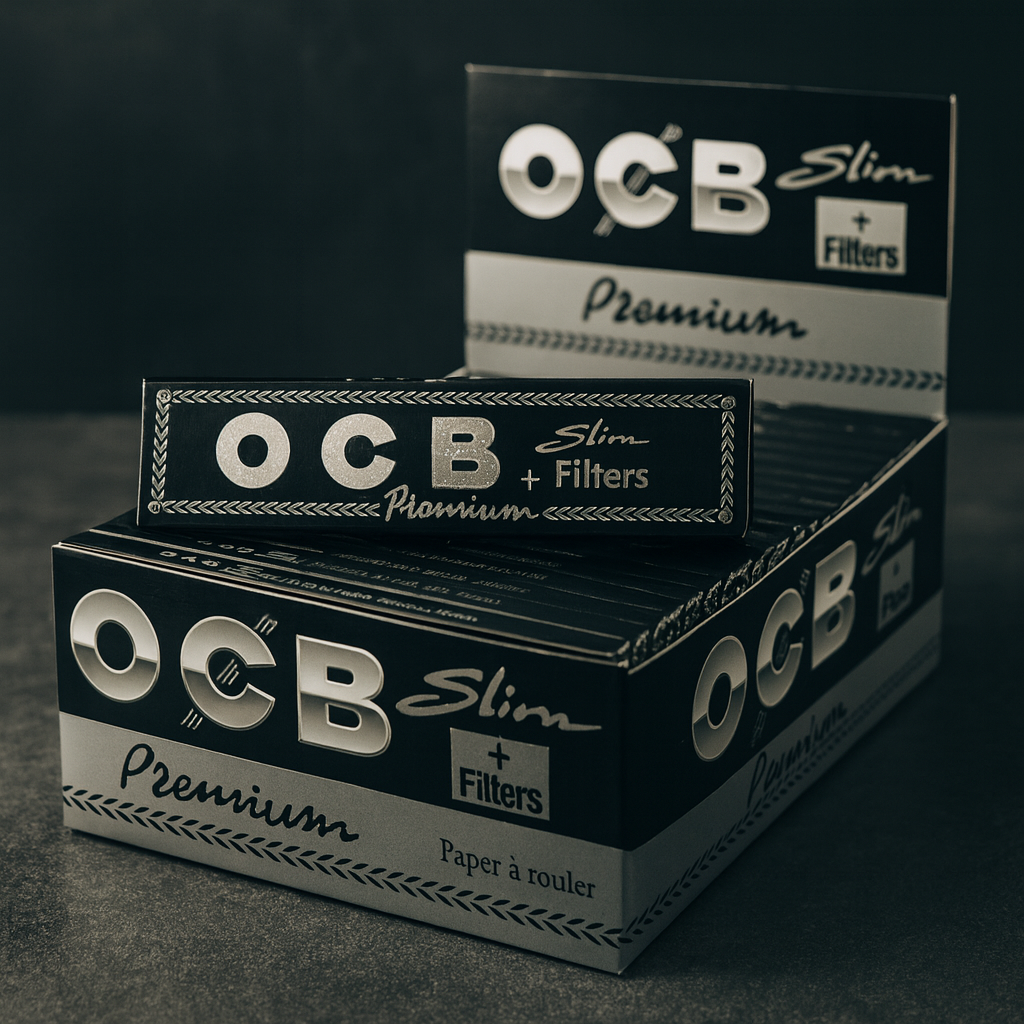 OCB Slim
+
Filters
Premium
OCB Slim
+ Filters
Premium
OCB Slim
+
Filters
Premium
Paper à rouler
OCB Slim
Premium